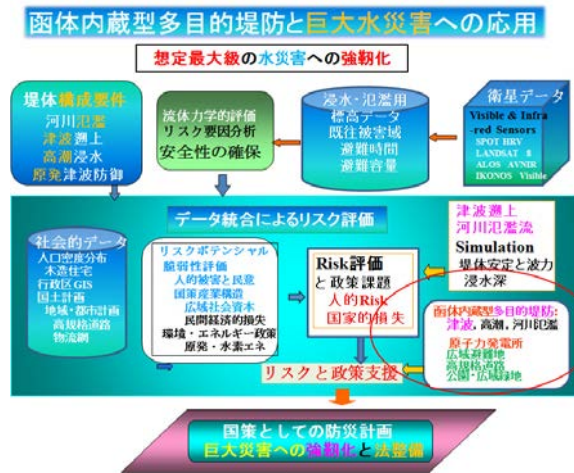 函体内蔵型多目的堤防と巨大水災害への応用
想定最大級の水災害への強靭化
堤体構成要件
河川氾濫
津波遡上
高潮浸水
原発津波防御
流体力学的評価
リスク要因分析
安全性の確保
浸水・氾濫用
標高データ
既往被害域
避難時間
避難容量
衛星データ
Visible & Infra
-red Sensors
SPOT HRV
LANDSAT 8
ALOS AVNIR
IKONOS Visible
データ統合によるリスク評価
社会的データ
人口密度分布
木造住宅
行政区GIS
国土計画
地域・都市計画
高規格道路
物流網
リスクポテンシャル
脆弱性評価
人的被害と民意
国策産業構造
広域社会資本
民間経済的損失
環境・エネルギー政策
原発・水素エネ
Risk評価
と政策課題
人的Risk
国家的損失
津波遡上
河川氾濫流
Simulation
堤体安定と波力
浸水深
函体内蔵型多目的堤防:
津波, 高潮, 河川氾濫
原子力発電所
広域避難地
高規格道路
公園・広域緑地
リスクと政策支援
国策としての防災計画
巨大災害への強靭化と法整備